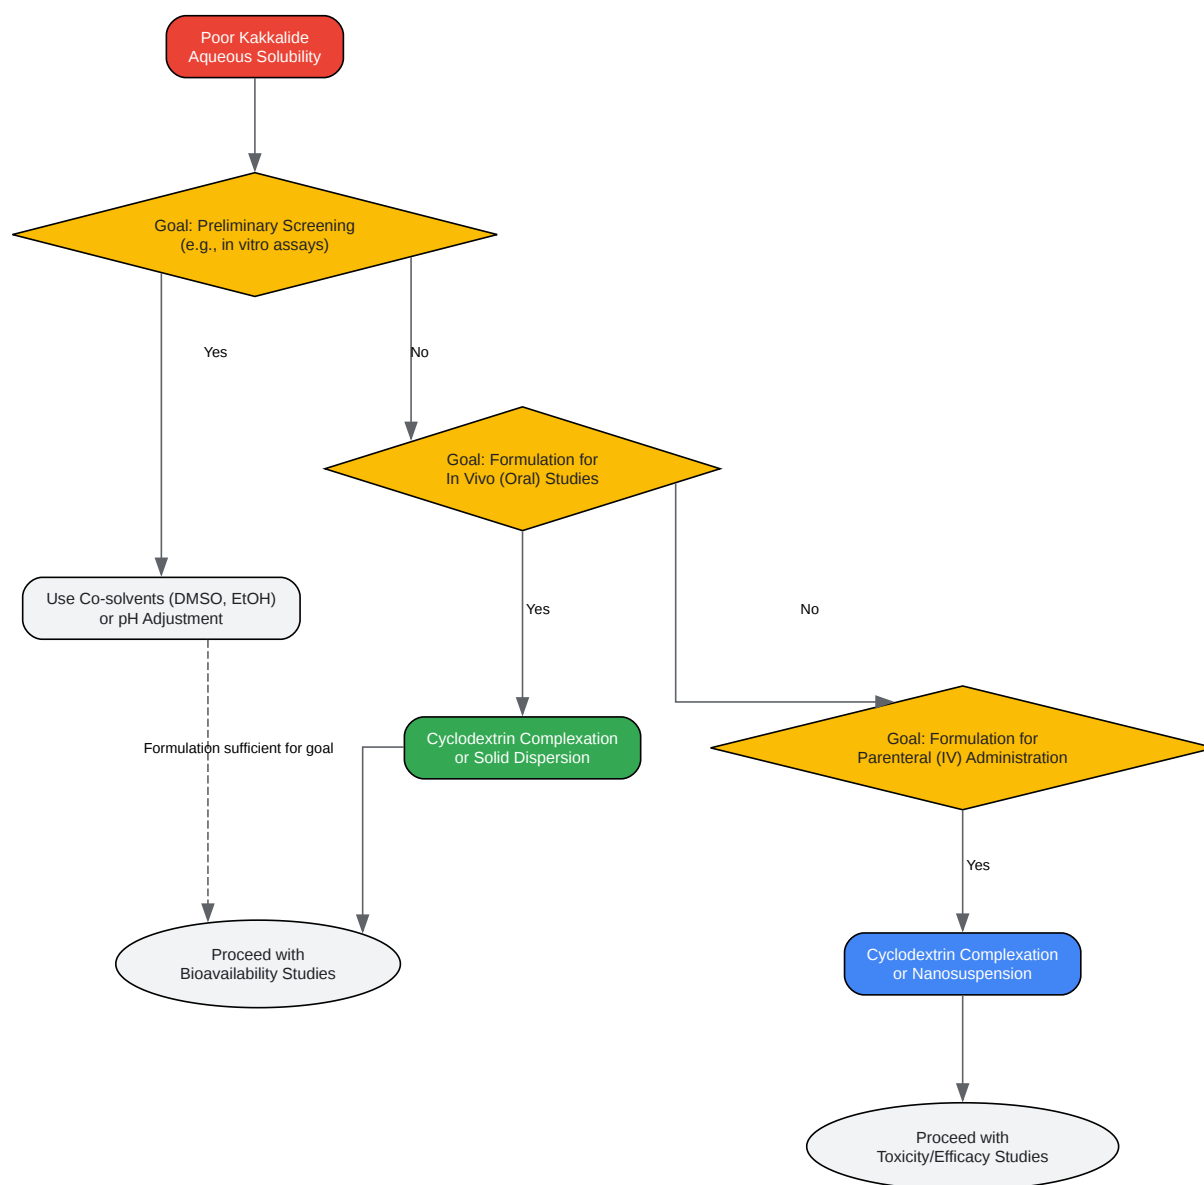 Poor Kakkalide
Aqueous Solubility
Goal: Preliminary Screening
(e.g., in vitro assays)
Yes
No
Goal: Formulation for
In Vivo (Oral) Studies
Use Co-solvents (DMSO, EtOH)
or pH Adjustment
Yes
No
Formulation sufficient for goal
Cyclodextrin Complexation
or Solid Dispersion
Goal: Formulation for
Parenteral (IV) Administration
Yes
Proceed with
Bioavailability Studies
Cyclodextrin Complexation
or Nanosuspension
Proceed with
Toxicity/Efficacy Studies